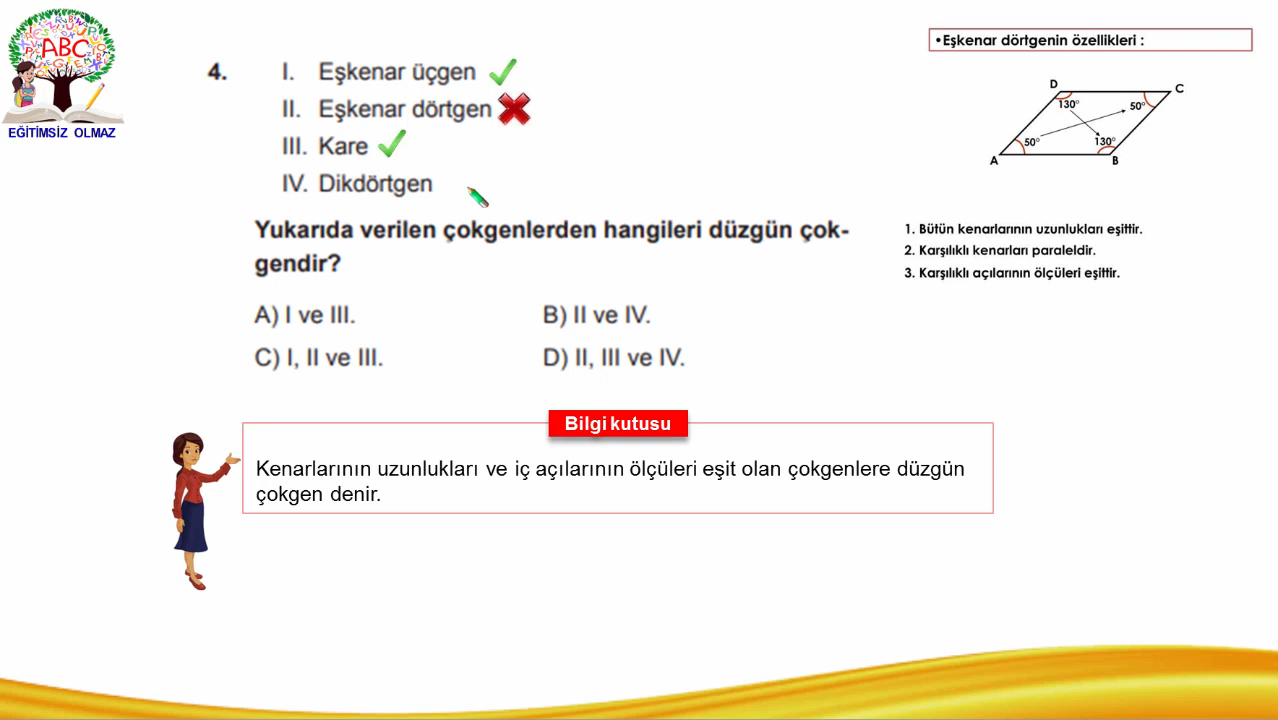 ABC
EĞİTİMSİZ OLMAZ
4. I. Eşkenar üçgen
II. Eşkenar dörtgen
III. Kare
IV. Dikdörtgen
Yukarıda verilen çokgenlerden hangileri düzgün çok-
gendir?
A) I ve III. B) II ve IV.
C) I, II ve III. D) II, III ve IV.
•Eşkenar dörtgenin özellikleri :
D C
130° 50°
50° 130°
A B
1. Bütün kenarlarının uzunlukları eşittir.
2. Karşılıklı kenarları paraleldir.
3. Karşılıklı açılarının ölçüleri eşittir.
Bilgi kutusu
Kenarlarının uzunlukları ve iç açılarının ölçüleri eşit olan çokgenlere düzgün
çokgen denir.